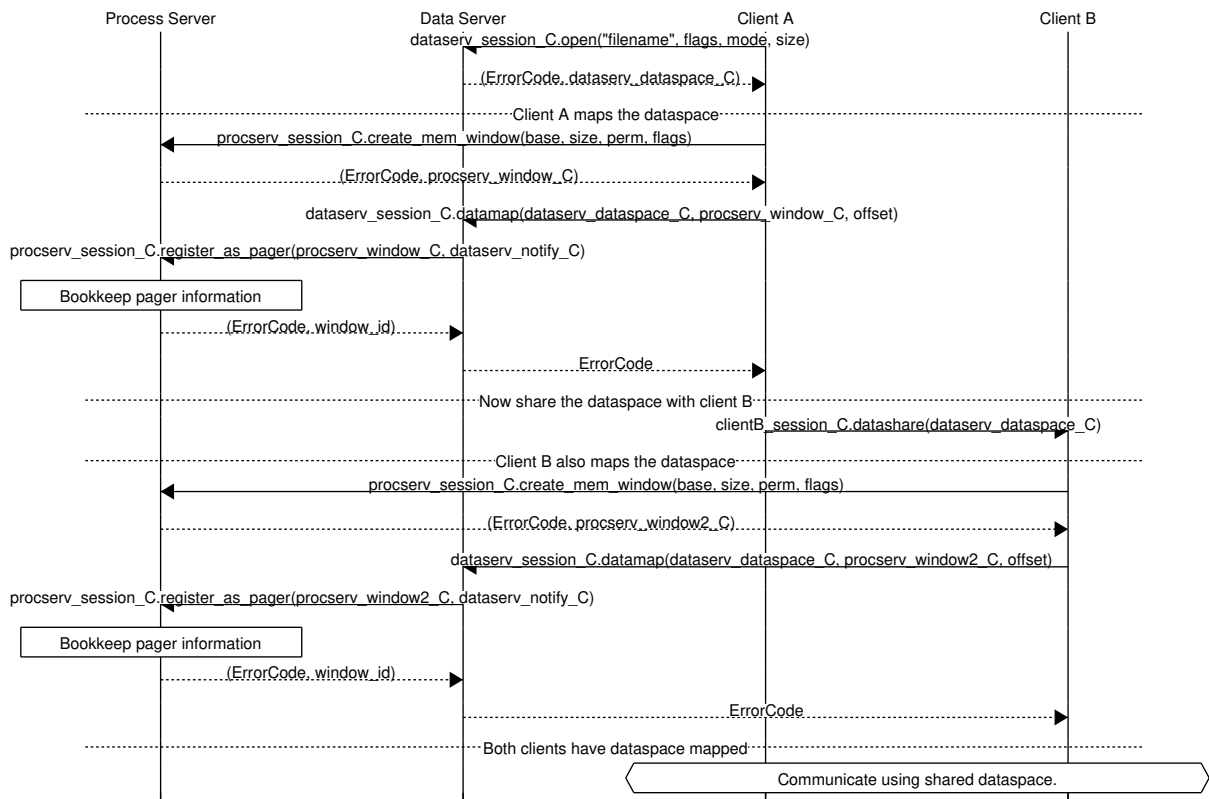 Process Server
Data Server
Client A
Client B
dataserv_session_C.open("filename", flags, mode, size)
(ErrorCode, dataserv_dataspace_C)
Client A maps the dataspace
procserv_session_C.create_mem_window(base, size, perm, flags)
(ErrorCode, procserv_window_C)
dataserv_session_C.datamap(dataserv_dataspace_C, procserv_window_C, offset)
procserv_session_C.register_as_pager(procserv_window_C, dataserv_notify_C)
Bookkeep pager information
(ErrorCode, window_id)
ErrorCode
Now share the dataspace with client B
clientB_session_C.datashare(dataserv_dataspace_C)
Client B also maps the dataspace
procserv_session_C.create_mem_window(base, size, perm, flags)
(ErrorCode, procserv_window2_C)
dataserv_session_C.datamap(dataserv_dataspace_C, procserv_window2_C, offset)
procserv_session_C.register_as_pager(procserv_window2_C, dataserv_notify_C)
Bookkeep pager information
(ErrorCode, window_id)
ErrorCode
Both clients have dataspace mapped
Communicate using shared dataspace.